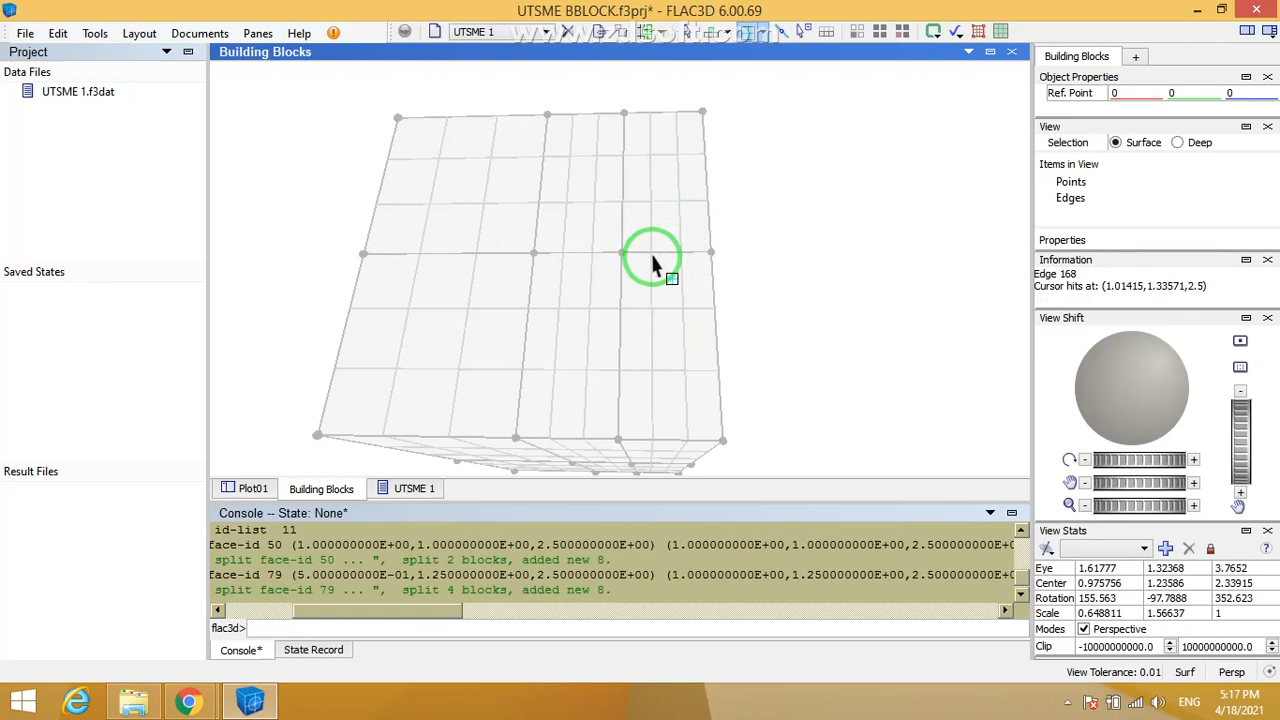 UTSME BBLOCK.f3prj* - FLAC3D 6.00.69
File Edit Tools Layout Documents Panes Help UTSME 1
Project
Building Blocks
Building Blocks +
Data Files
UTSME 1.f3dat
Object Properties
Ref. Point 0 0 0
View
Selection Surface Deep
Items in View
Points
Edges
Properties
Information
Edge 168
Cursor hits at: (1.01415,1.33571,2.5)
Saved States
View Shift
Result Files
Plot01 Building Blocks UTSME 1
Console -- State: None*
id-list 11
face-id 50 (1.000000000E+00,1.000000000E+00,2.500000000E+00) (1.000000000E+00,1.000000000E+00,2.500000000E+0
split face-id 50 ... ", split 2 blocks, added new 8.
face-id 79 (5.000000000E-01,1.250000000E+00,2.500000000E+00) (1.000000000E+00,1.250000000E+00,2.500000000E+0
split face-id 79 ... ", split 4 blocks, added new 8.
flac3d>
Console* State Record
View Stats
Eye 1.61777 1.32368 3.7652
Center 0.975756 1.23586 2.33915
Rotation 155.563 -97.7888 352.623
Scale 0.648811 1.56637 1
Modes Perspective
Clip -10000000000.0 10000000000.0
View Tolerance: 0.01 Surf Persp
ENG
5:17 PM
4/18/2021